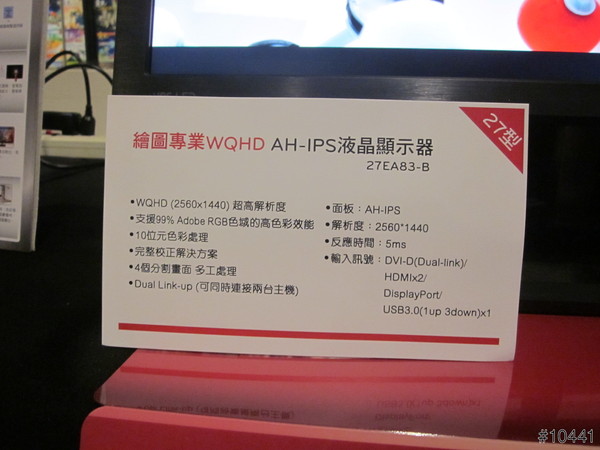 繪圖專業WQHD AH-IPS液晶顯示器
27EA83-B
27型
•WQHD (2560x1440) 超高解析度
•支援99% Adobe RGB色域的高色彩效能
•10位元色彩處理
•完整校正解決方案
•4個分割畫面 多工處理
•Dual Link-up (可同時連接兩台主機)
•面板：AH-IPS
•解析度：2560*1440
•反應時間：5ms
•輸入訊號：DVI-D(Dual-link)/
HDMIx2/
DisplayPort/
USB3.0(1up 3down)x1
#10441